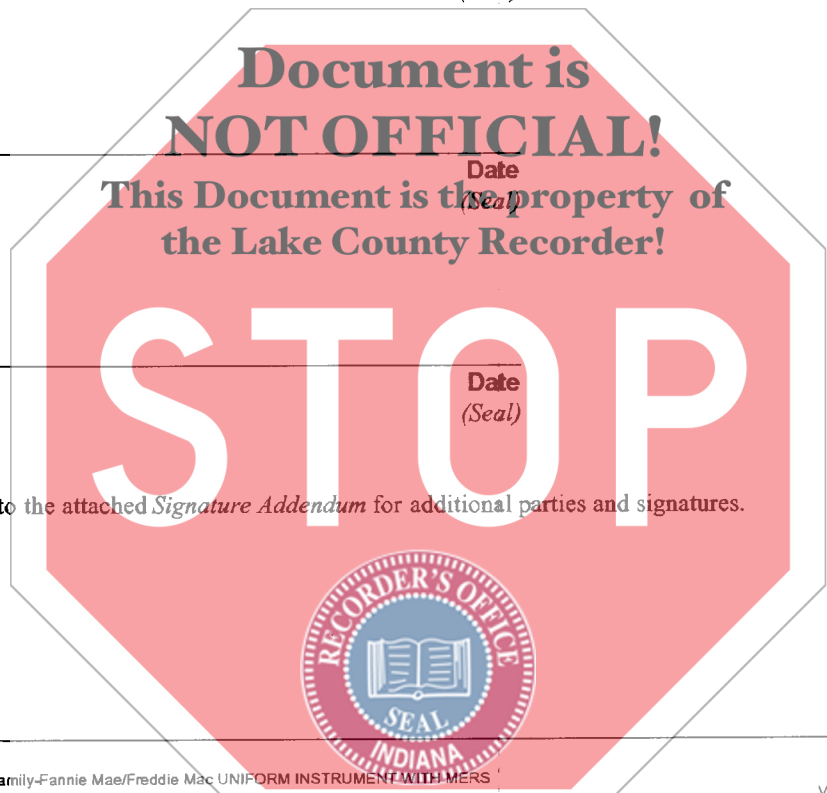 Document is
NOT OFFICIAL!
Date
This Document is the property of
(Seal)
the Lake County Recorder!
STOP
Date
(Seal)
to the attached Signature Addendum for additional parties and signatures.
RECORDER'S OFFICE
SEAL
INDIANA
amily-Fannie Mae/Freddie Mac UNIFORM INSTRUMENT WITH MERS